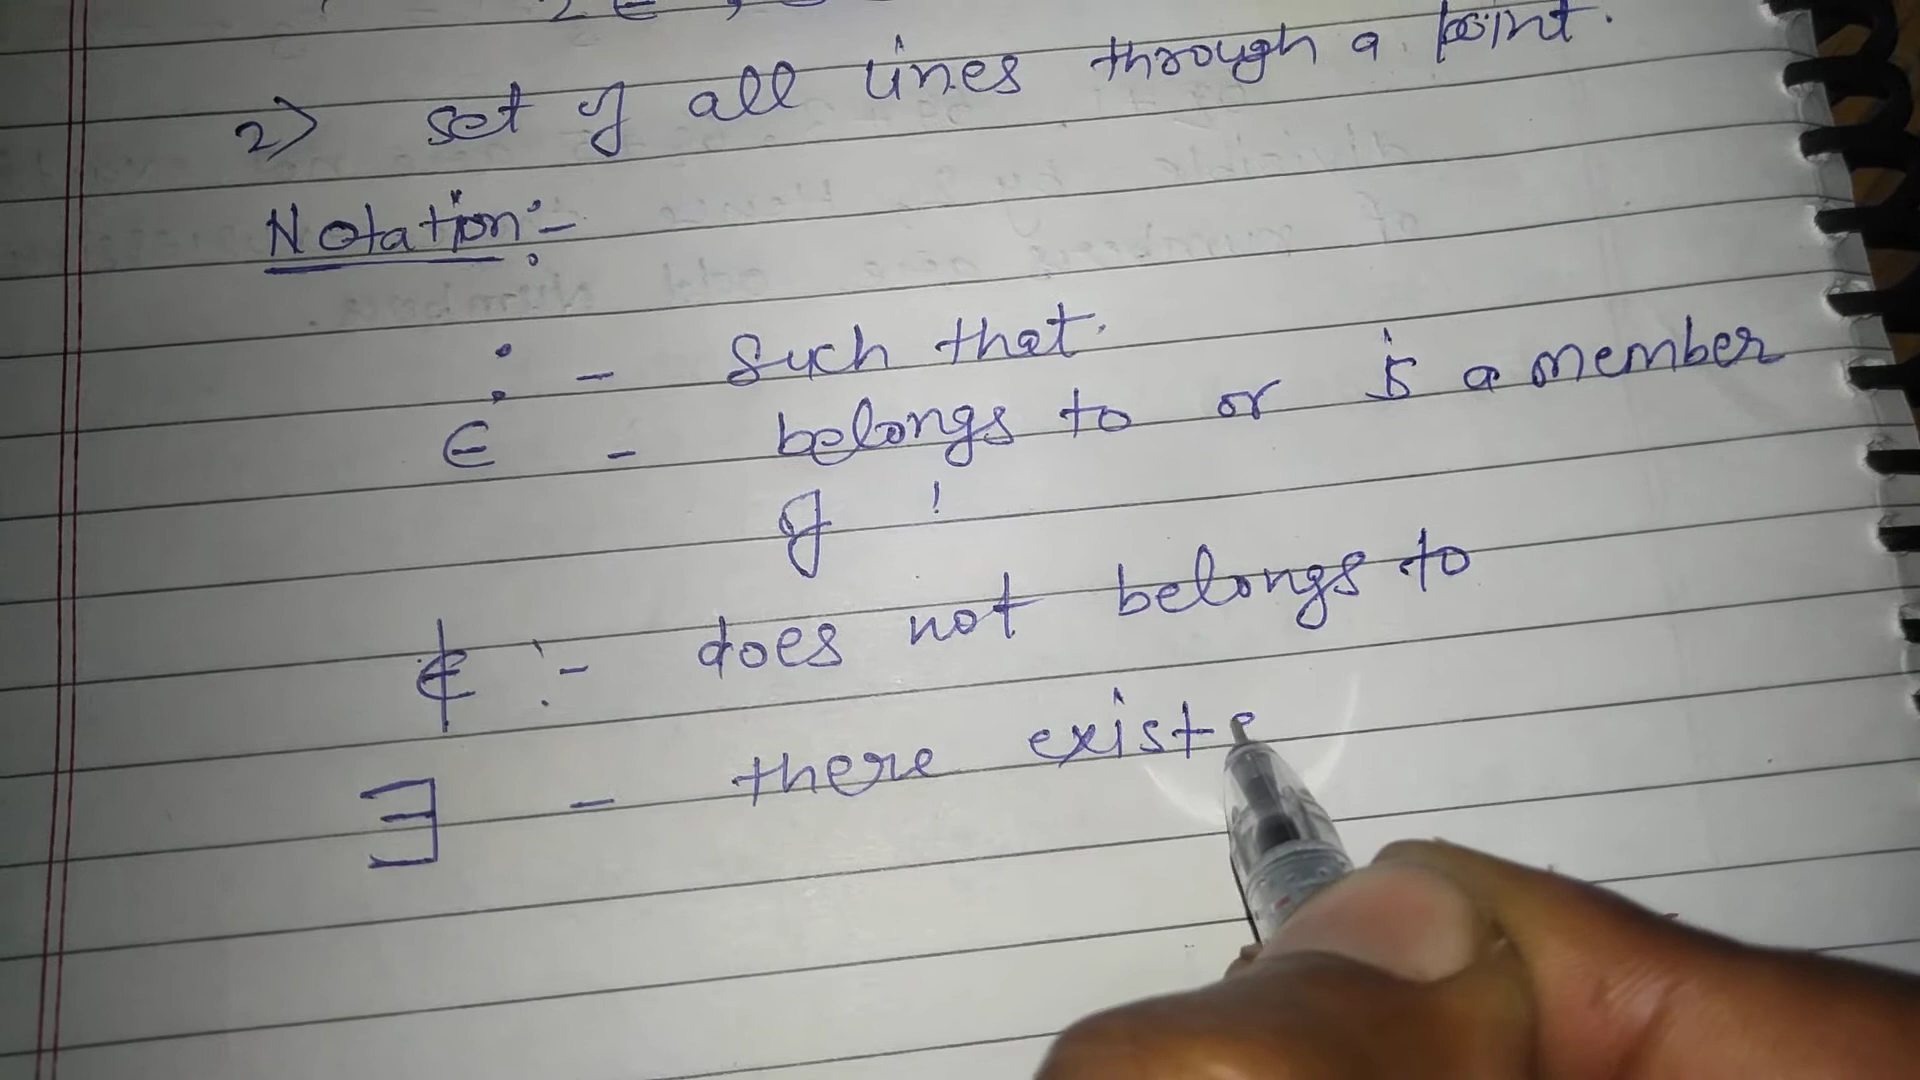 2) set of all lines through a point.
Notation:-
: - Such that.
∈ - belongs to or is a member
of
∉ :- does not belongs to
∃ - there exists